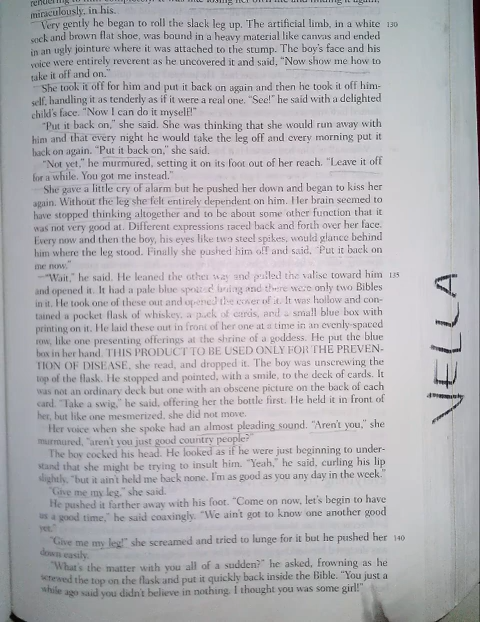 miraculously, in his.
Very gently he began to roll the slack leg up. The artificial limb, in a white 130
sock and brown flat shoe, was bound in a heavy material like canvas and ended
in an ugly jointure where it was attached to the stump. The boy's face and his
voice were entirely reverent as he uncovered it and said, "Now show me how to
take it off and on."
She took it off for him and put it back on again and then he took it off him-
self, handling it as tenderly as if it were a real one. "See!" he said with a delighted
child's face. "Now I can do it myself!"
"Put it back on," she said. She was thinking that she would run away with
him and that every night he would take the leg off and every morning put it
back on again. "Put it back on," she said.
"Not yet," he murmured, setting it on its foot out of her reach. "Leave it off
for a while. You got me instead."
She gave a little cry of alarm but he pushed her down and began to kiss her
again. Without the leg she felt entirely dependent on him. Her brain seemed to
have stopped thinking altogether and to be about some other function that it
was not very good at. Different expressions raced back and forth over her face.
Every now and then the boy, his eyes like two steel spikes, would glance behind
him where the leg stood. Finally she pushed him off and said, "Put it back on
me now."
"Wait," he said. He leaned the other way and pulled the valise toward him 135
and opened it. It had a pale blue spotted lining and there were only two Bibles
in it. He took one of these out and opened the cover of it. It was hollow and con-
tained a pocket flask of whiskey, a pack of cards, and a small blue box with
printing on it. He laid these out in front of her one at a time in an evenly-spaced
row, like one presenting offerings at the shrine of a goddess. He put the blue
box in her hand. THIS PRODUCT TO BE USED ONLY FOR THE PREVEN-
TION OF DISEASE, she read, and dropped it. The boy was unscrewing the
top of the flask. He stopped and pointed, with a smile, to the deck of cards. It
was not an ordinary deck but one with an obscene picture on the back of each
card. "Take a swig," he said, offering her the bottle first. He held it in front of
her, but like one mesmerized, she did not move.
Her voice when she spoke had an almost pleading sound. "Aren't you," she
murmured, "aren't you just good country people?"
The boy cocked his head. He looked as if he were just beginning to under-
stand that she might be trying to insult him. "Yeah," he said, curling his lip
slightly, "but it ain't held me back none. I'm as good as you any day in the week."
"Give me my leg," she said.
He pushed it farther away with his foot. "Come on now, let's begin to have
us a good time," he said coaxingly. "We ain't got to know one another good
yet."
"Give me my leg!" she screamed and tried to lunge for it but he pushed her 140
down easily.
"What's the matter with you all of a sudden?" he asked, frowning as he
screwed the top on the flask and put it quickly back inside the Bible. "You just a
while ago said you didn't believe in nothing. I thought you was some girl!"
VELLA